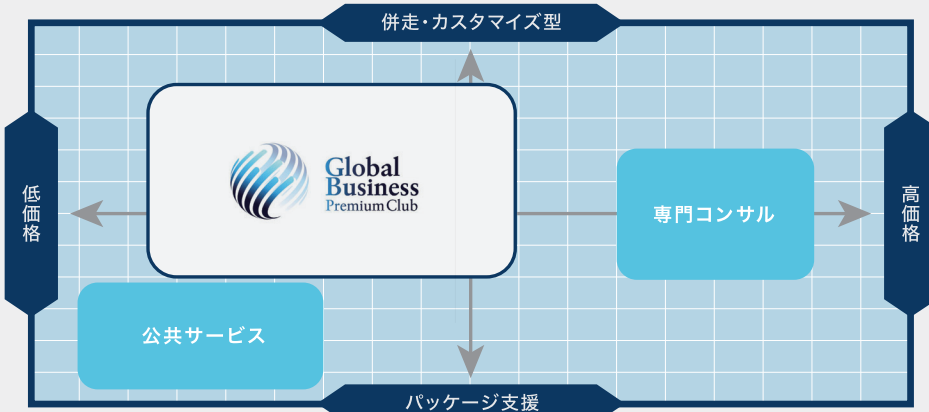 併走・カスタマイズ型
低価格
Global
Business
Premium Club
専門コンサル
高価格
公共サービス
パッケージ支援